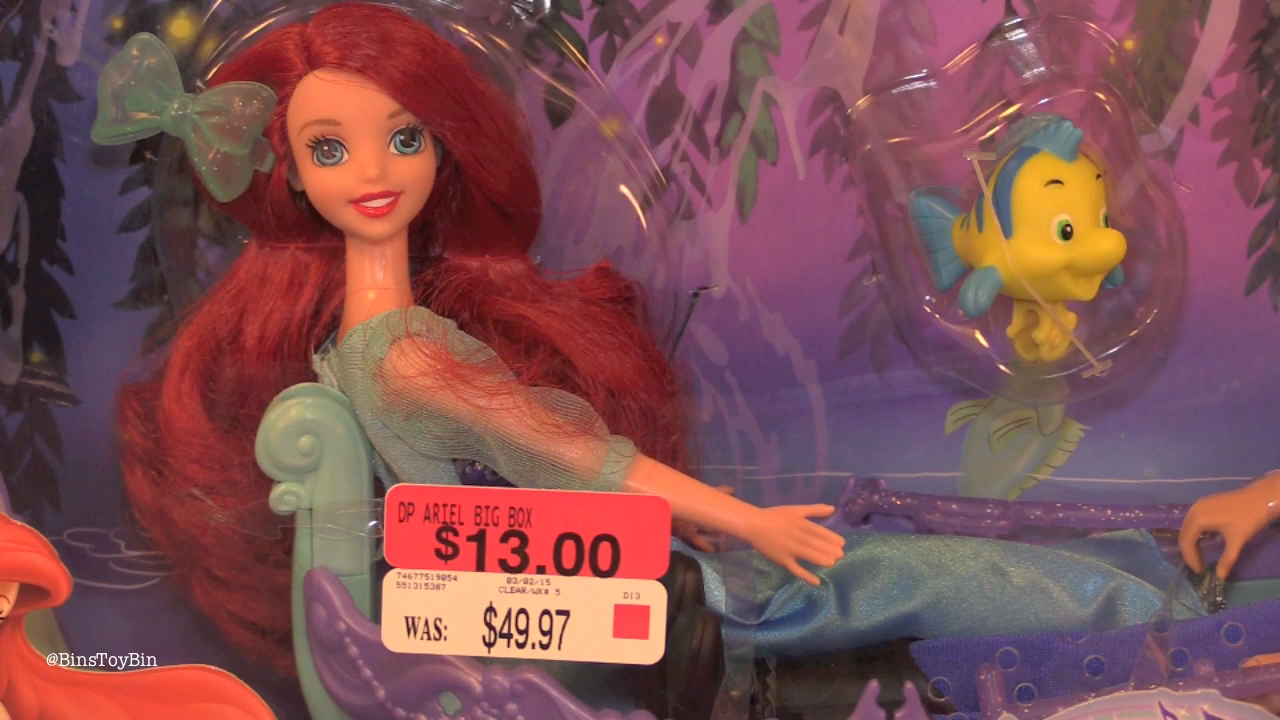 DP ARIEL BIG BOX
$13.00
74677519054 03/02/15
551315387 CLEAR/WK# 5 D13
WAS: $49.97
@BinsToyBin